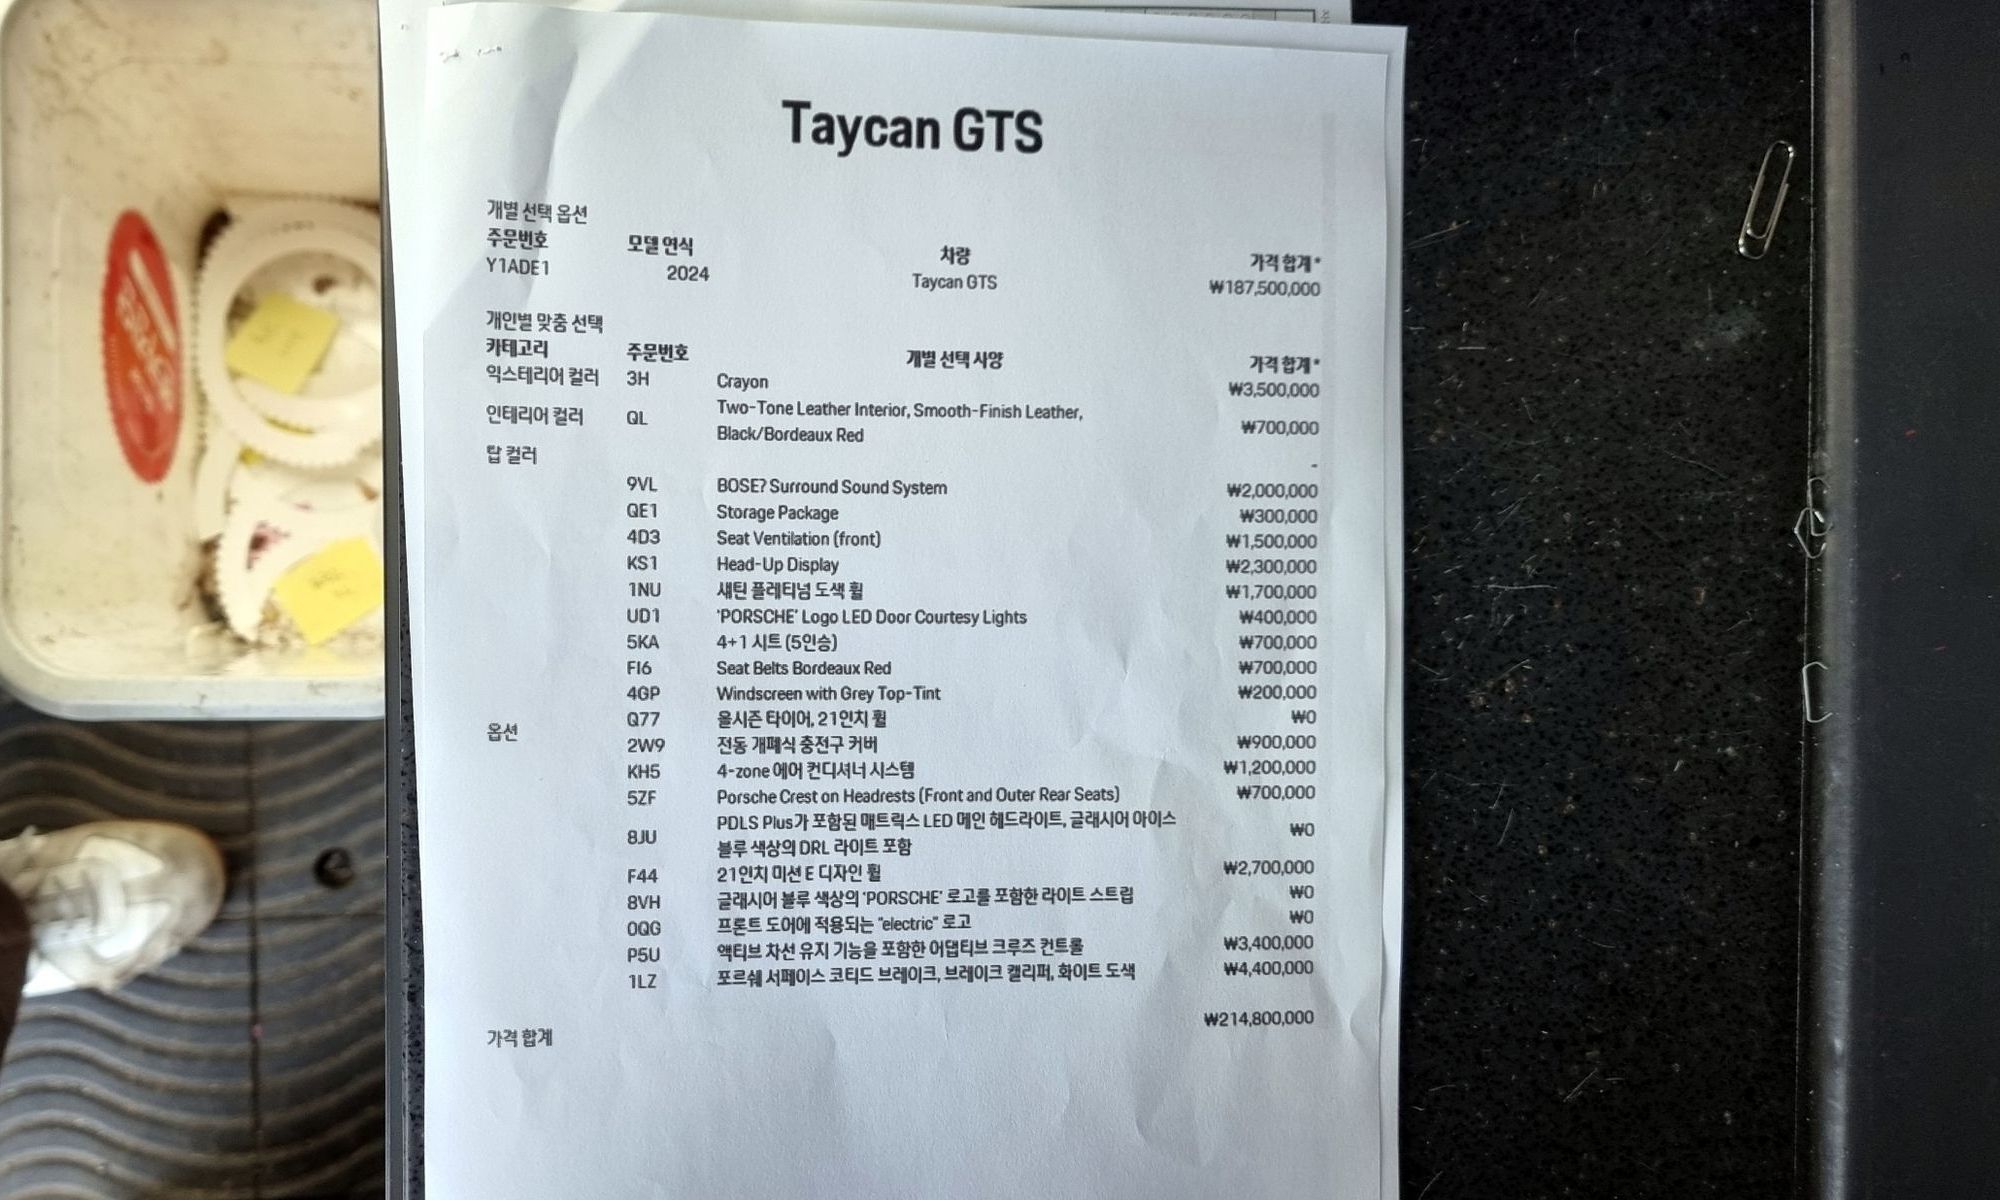 Taycan GTS
개별 선택 옵션
주문번호 모델 연식 차량 가격 합계*
Y1ADE1 2024 Taycan GTS ₩187,500,000
개인별 맞춤 선택
카테고리 주문번호 개별 선택 사양 가격 합계*
익스테리어 컬러 3H Crayon ₩3,500,000
인테리어 컬러 QL Two-Tone Leather Interior, Smooth-Finish Leather,
Black/Bordeaux Red ₩700,000
탑 컬러 -
9VL BOSE? Surround Sound System ₩2,000,000
QE1 Storage Package ₩300,000
4D3 Seat Ventilation (front) ₩1,500,000
KS1 Head-Up Display ₩2,300,000
1NU 새틴 플레티넘 도색 휠 ₩1,700,000
UD1 'PORSCHE' Logo LED Door Courtesy Lights ₩400,000
5KA 4+1 시트 (5인승) ₩700,000
FI6 Seat Belts Bordeaux Red ₩700,000
4GP Windscreen with Grey Top-Tint ₩200,000
Q77 올시즌 타이어, 21인치 휠 ₩0
옵션
2W9 전동 개폐식 충전구 커버 ₩900,000
KH5 4-zone 에어 컨디셔너 시스템 ₩1,200,000
5ZF Porsche Crest on Headrests (Front and Outer Rear Seats) ₩700,000
8JU PDLS Plus가 포함된 매트릭스 LED 메인 헤드라이트, 글래시어 아이스
블루 색상의 DRL 라이트 포함 ₩0
F44 21인치 미션 E 디자인 휠 ₩2,700,000
8VH 글래시어 블루 색상의 'PORSCHE' 로고를 포함한 라이트 스트립 ₩0
0QG 프론트 도어에 적용되는 "electric" 로고 ₩0
P5U 액티브 차선 유지 기능을 포함한 어댑티브 크루즈 컨트롤 ₩3,400,000
1LZ 포르쉐 서페이스 코티드 브레이크, 브레이크 캘리퍼, 화이트 도색 ₩4,400,000
가격 합계 ₩214,800,000